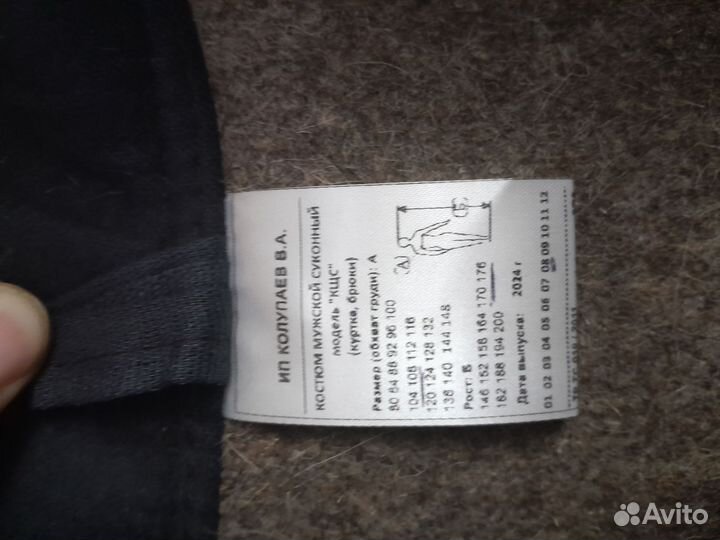 ИП КОЛУПАЕВ В.А.
КОСТЮМ МУЖСКОЙ СУКОННЫЙ
модель "КЩС"
(куртка, брюки)
Размер (обхват груди): А
80 84 88 92 96 100
104 108 112 116
120 124 128 132
136 140 144 148
Рост: Б
146 152 158 164 170 176
182 188 194 200
Дата выпуска: 2024 г
01 02 03 04 05 06 07 08 09 10 11 12
А
Б
Avito